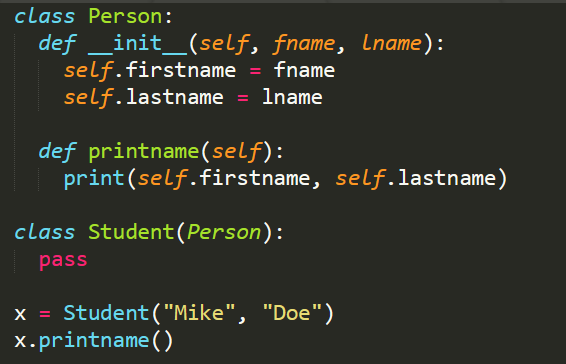 class Person:
  def __init__(self, fname, lname):
    self.firstname = fname
    self.lastname = lname

  def printname(self):
    print(self.firstname, self.lastname)

class Student(Person):
  pass

x = Student("Mike", "Doe")
x.printname()